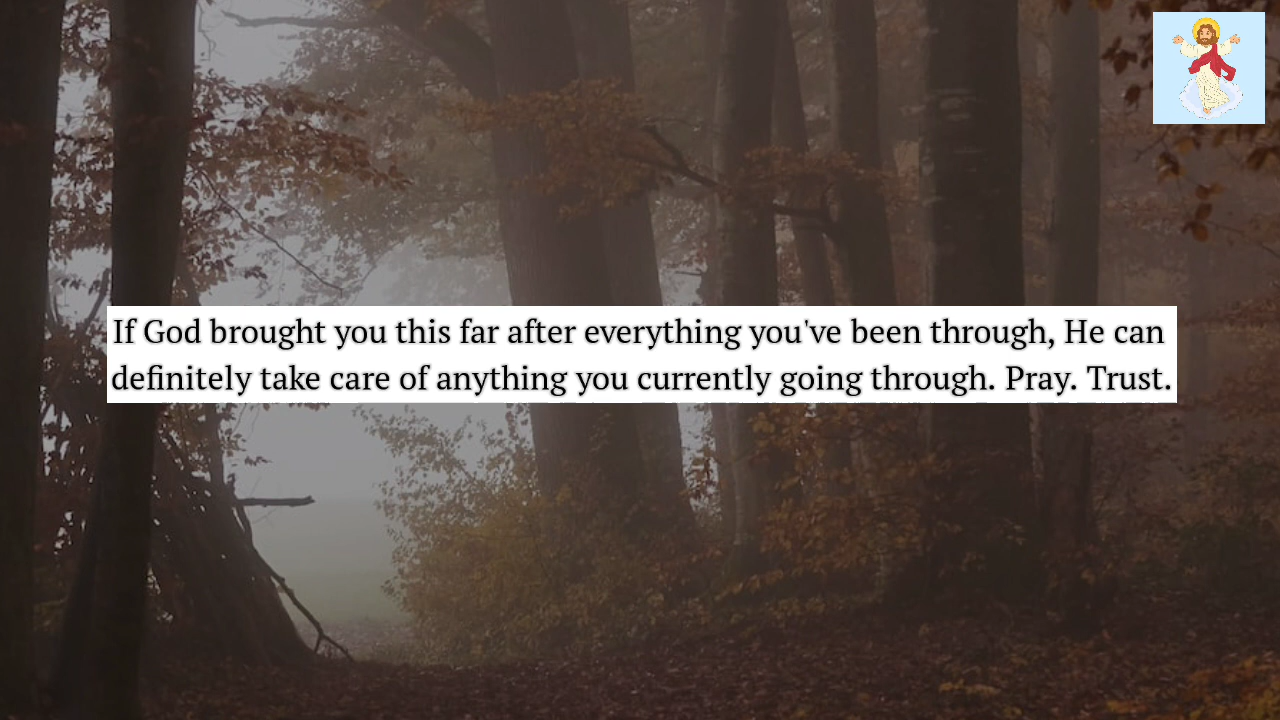 If God brought you this far after everything you've been through, He can
definitely take care of anything you currently going through. Pray. Trust.